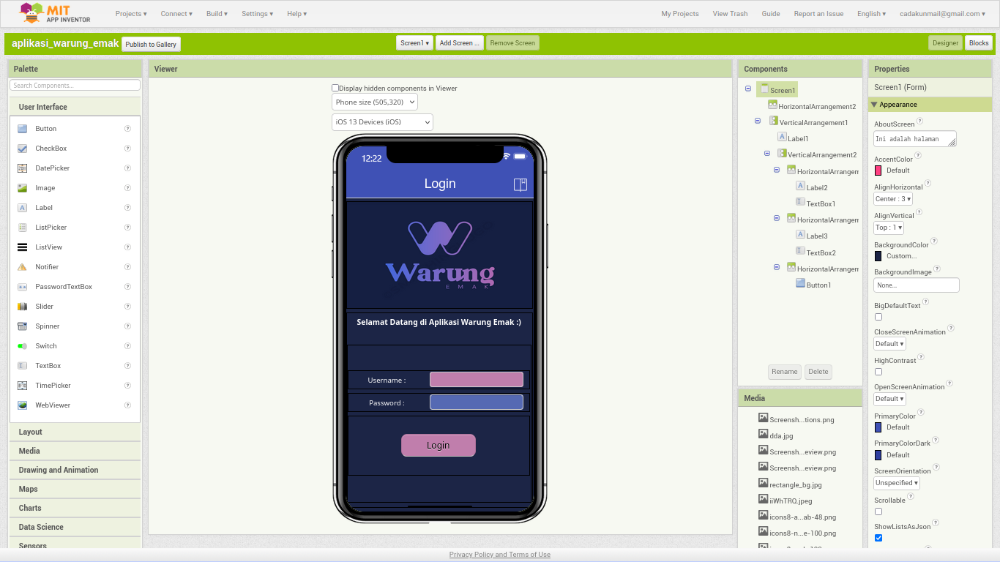 MIT
APP INVENTOR
Projects ▾ Connect ▾ Build ▾ Settings ▾ Help ▾
My Projects View Trash Guide Report an Issue English ▾ cadakunmail@gmail.com ▾
aplikasi_warung_emak Publish to Gallery
Screen1 ▾ Add Screen ... Remove Screen
Designer Blocks
Palette
Search Components...
User Interface
Button ?
CheckBox ?
DatePicker ?
Image ?
Label ?
ListPicker ?
ListView ?
Notifier ?
PasswordTextBox ?
Slider ?
Spinner ?
Switch ?
TextBox ?
TimePicker ?
WebViewer ?
Layout
Media
Drawing and Animation
Maps
Charts
Data Science
Sensors
Viewer
Display hidden components in Viewer
Phone size (505,320)
iOS 13 Devices (iOS)
12:22
Login
Warung
EMAK
Selamat Datang di Aplikasi Warung Emak :)
Username :
Password :
Login
Components
Screen1
HorizontalArrangement2
VerticalArrangement1
Label1
VerticalArrangement2
HorizontalArrangem
Label2
TextBox1
HorizontalArrangem
Label3
TextBox2
HorizontalArrangem
Button1
Rename Delete
Media
Screensh...tions.png
dda.jpg
Screensh...eview.png
Screensh...eview.png
rectangle_bg.jpg
iiWhTRQ.jpeg
icons8-a...ab-48.png
icons8-n...e-100.png
Properties
Screen1 (Form)
Appearance
AboutScreen ?
Ini adalah halaman
AccentColor ?
Default
AlignHorizontal ?
Center : 3 ▾
AlignVertical ?
Top : 1 ▾
BackgroundColor ?
Custom...
BackgroundImage ?
None...
BigDefaultText ?
CloseScreenAnimation ?
Default ▾
HighContrast ?
OpenScreenAnimation ?
Default ▾
PrimaryColor ?
Default
PrimaryColorDark ?
Default
ScreenOrientation ?
Unspecified ▾
Scrollable ?
ShowListsAsJson ?
Privacy Policy and Terms of Use